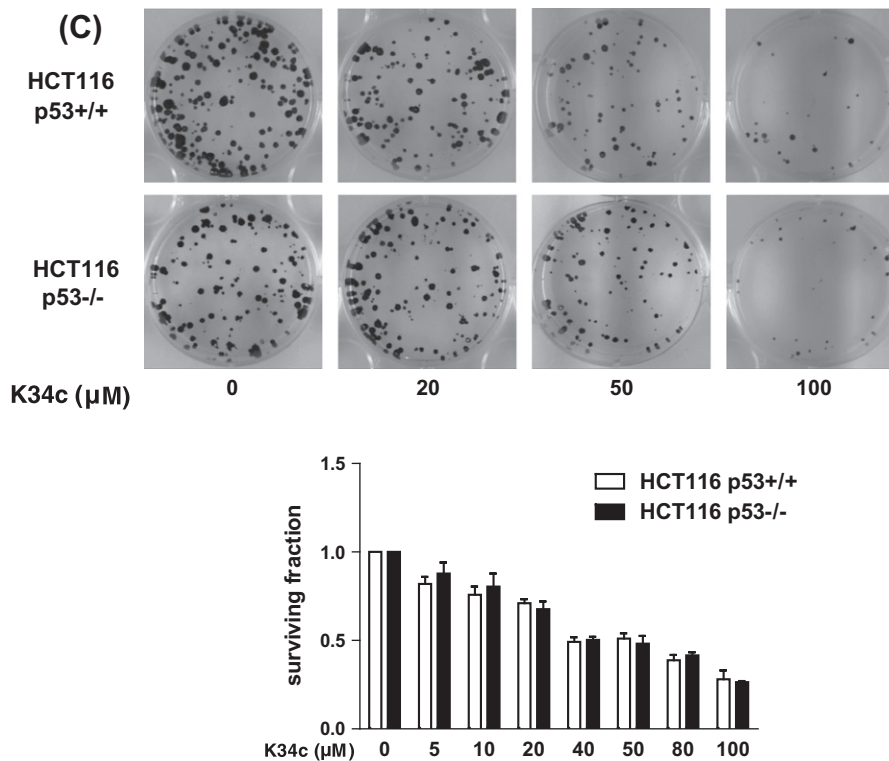 (C)
HCT116
p53+/+
HCT116
p53-/-
K34c (µM)
0
20
50
100
1.5
1.0
0.5
0.0
surviving fraction
HCT116 p53+/+
HCT116 p53-/-
K34c (µM)
0 5 10 20 40 50 80 100